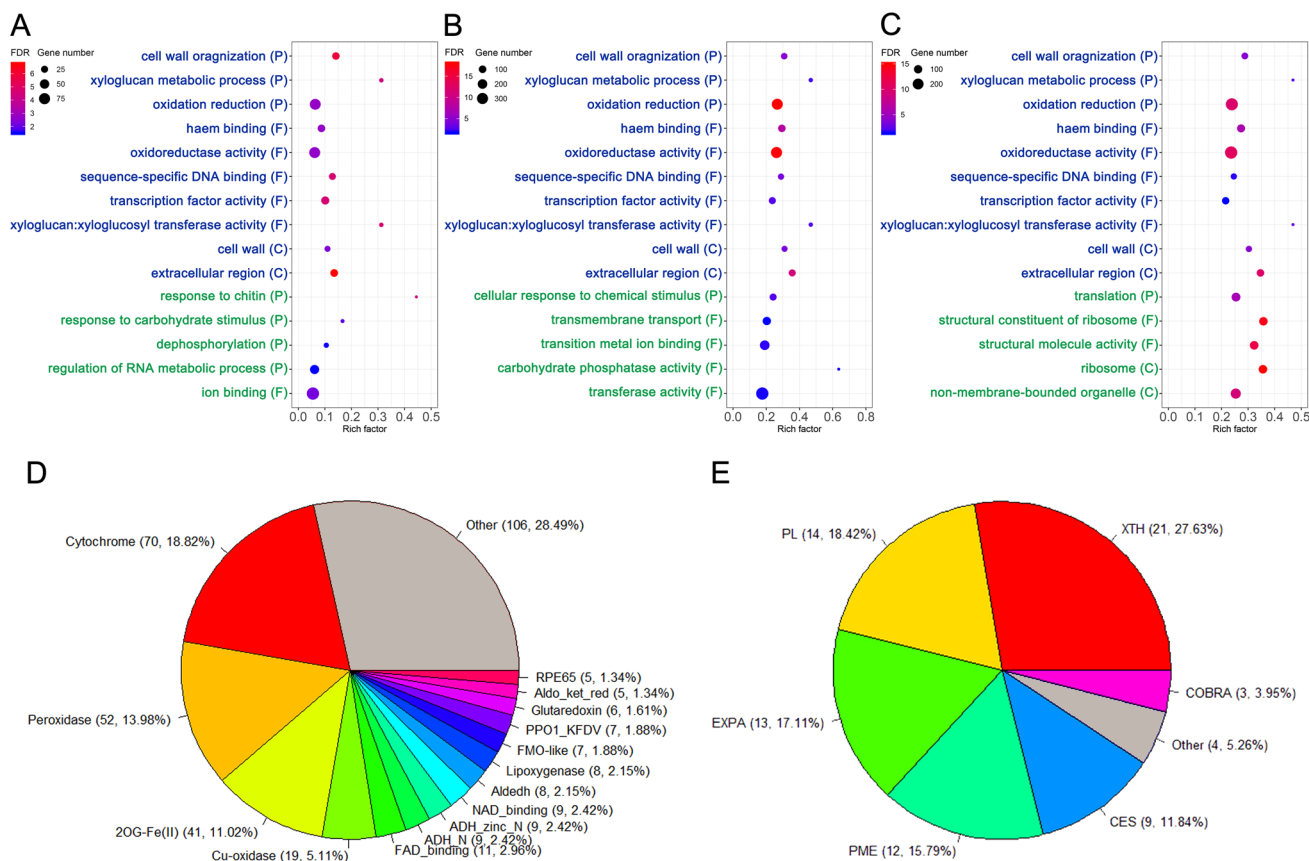 A
FDR
Gene number
6
5
4
3
2
25
50
75
cell wall oragnization (P)
xyloglucan metabolic process (P)
oxidation reduction (P)
haem binding (F)
oxidoreductase activity (F)
sequence-specific DNA binding (F)
transcription factor activity (F)
xyloglucan:xyloglucosyl transferase activity (F)
cell wall (C)
extracellular region (C)
response to chitin (P)
response to carbohydrate stimulus (P)
dephosphorylation (P)
regulation of RNA metabolic process (P)
ion binding (F)
0.0 0.1 0.2 0.3 0.4 0.5
Rich factor
B
FDR
Gene number
15
10
5
100
200
300
cell wall oragnization (P)
xyloglucan metabolic process (P)
oxidation reduction (P)
haem binding (F)
oxidoreductase activity (F)
sequence-specific DNA binding (F)
transcription factor activity (F)
xyloglucan:xyloglucosyl transferase activity (F)
cell wall (C)
extracellular region (C)
cellular response to chemical stimulus (P)
transmembrane transport (F)
transition metal ion binding (F)
carbohydrate phosphatase activity (F)
transferase activity (F)
0.0 0.2 0.4 0.6 0.8
Rich factor
C
FDR
Gene number
15
10
5
100
200
cell wall oragnization (P)
xyloglucan metabolic process (P)
oxidation reduction (P)
haem binding (F)
oxidoreductase activity (F)
sequence-specific DNA binding (F)
transcription factor activity (F)
xyloglucan:xyloglucosyl transferase activity (F)
cell wall (C)
extracellular region (C)
translation (P)
structural constituent of ribosome (F)
structural molecule activity (F)
ribosome (C)
non-membrane-bounded organelle (C)
0.0 0.1 0.2 0.3 0.4 0.5
Rich factor
D
Other (106, 28.49%)
Cytochrome (70, 18.82%)
Peroxidase (52, 13.98%)
2OG-Fe(II) (41, 11.02%)
Cu-oxidase (19, 5.11%)
FAD_binding (11, 2.96%)
ADH_N (9, 2.42%)
ADH_zinc_N (9, 2.42%)
NAD_binding (9, 2.42%)
Aldedh (8, 2.15%)
Lipoxygenase (8, 2.15%)
FMO-like (7, 1.88%)
PPO1_KFDV (7, 1.88%)
Glutaredoxin (6, 1.61%)
Aldo_ket_red (5, 1.34%)
RPE65 (5, 1.34%)
E
XTH (21, 27.63%)
PL (14, 18.42%)
EXPA (13, 17.11%)
PME (12, 15.79%)
CES (9, 11.84%)
Other (4, 5.26%)
COBRA (3, 3.95%)